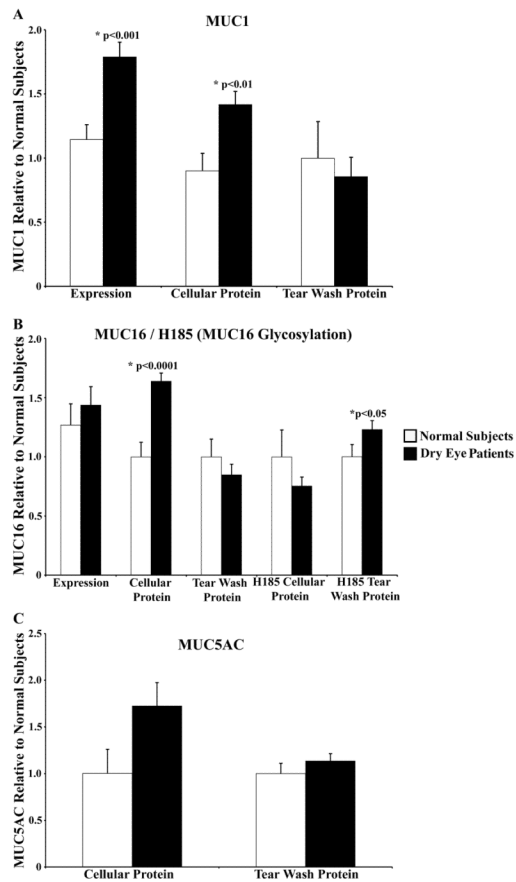 A
MUC1
MUC1 Relative to Normal Subjects
2.0
1.5
1.0
0.5
0
* p<0.001
* p<0.01
Expression
Cellular Protein
Tear Wash Protein
B
MUC16 / H185 (MUC16 Glycosylation)
MUC16 Relative to Normal Subjects
2.0
1.5
1.0
0.5
0
* p<0.0001
*p<0.05
Expression
Cellular
Protein
Tear Wash
Protein
H185 Cellular
Protein
H185 Tear
Wash Protein
Normal Subjects
Dry Eye Patients
C
MUC5AC
MUC5AC Relative to Normal Subjects
2.5
2.0
1.5
1.0
0.5
0
Cellular Protein
Tear Wash Protein